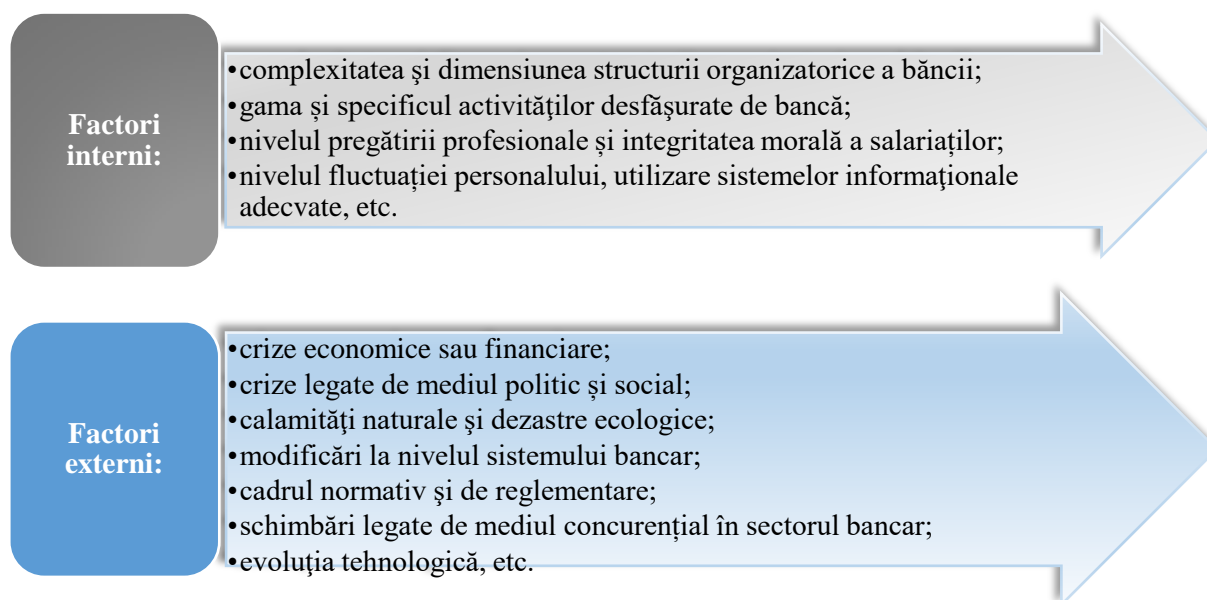 Factori
interni:
•complexitatea şi dimensiunea structurii organizatorice a băncii;
•gama și specificul activităţilor desfăşurate de bancă;
•nivelul pregătirii profesionale și integritatea morală a salariaților;
•nivelul fluctuației personalului, utilizare sistemelor informaţionale
adecvate, etc.
Factori
externi:
•crize economice sau financiare;
•crize legate de mediul politic și social;
•calamităţi naturale şi dezastre ecologice;
•modificări la nivelul sistemului bancar;
•cadrul normativ şi de reglementare;
•schimbări legate de mediul concurențial în sectorul bancar;
•evoluţia tehnologică, etc.